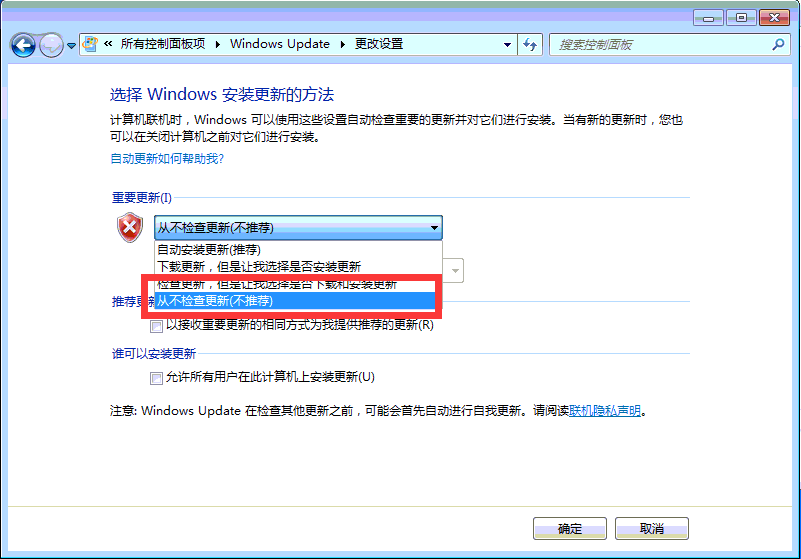 « 所有控制面板项 Windows Update 更改设置
搜索控制面板
选择 Windows 安装更新的方法
计算机联机时，Windows 可以使用这些设置自动检查重要的更新并对它们进行安装。当有新的更新时，您也
可以在关闭计算机之前对它们进行安装。
自动更新如何帮助我?
重要更新(I)
从不检查更新(不推荐)
自动安装更新(推荐)
下载更新，但是让我选择是否安装更新
检查更新，但是让我选择是否下载和安装更新
从不检查更新(不推荐)
推荐更新
以接收重要更新的相同方式为我提供推荐的更新(R)
谁可以安装更新
允许所有用户在此计算机上安装更新(U)
注意: Windows Update 在检查其他更新之前，可能会首先自动进行自我更新。请阅读联机隐私声明。
确定
取消